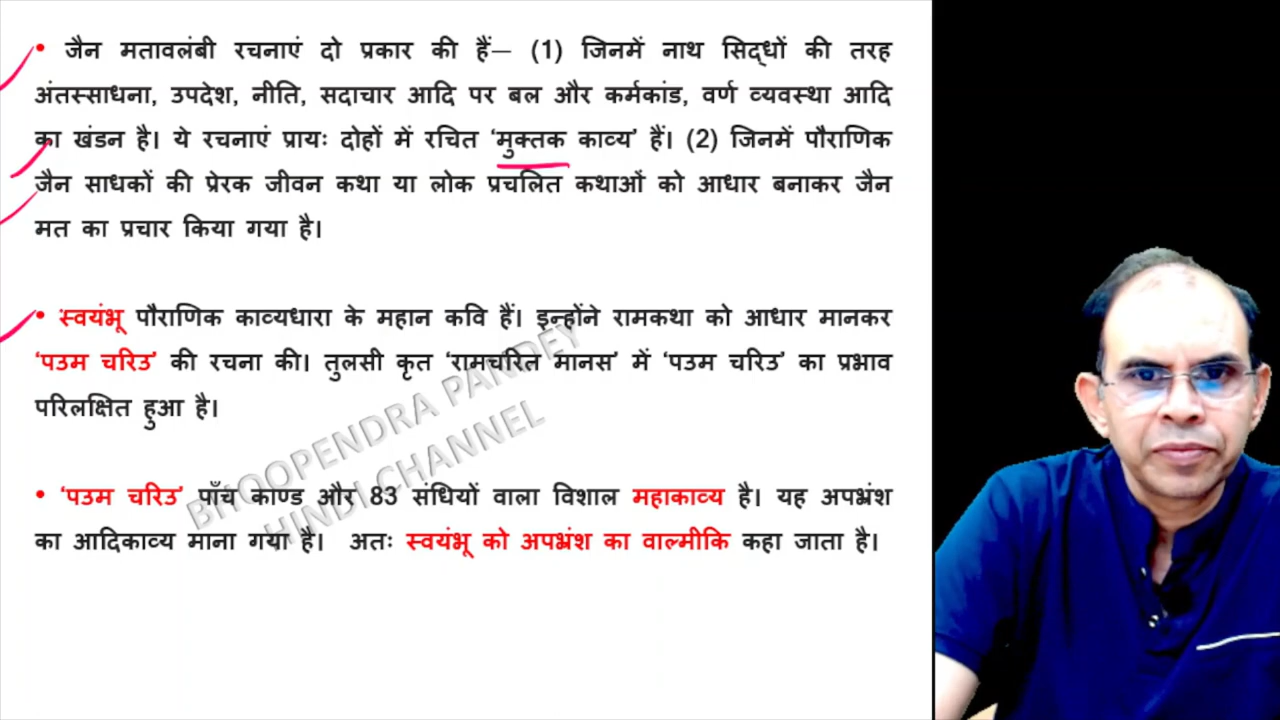 • जैन मतावलंबी रचनाएं दो प्रकार की हैं— (1) जिनमें नाथ सिद्धों की तरह
अंतस्साधना, उपदेश, नीति, सदाचार आदि पर बल और कर्मकांड, वर्ण व्यवस्था आदि
का खंडन है। ये रचनाएं प्रायः दोहों में रचित ‘मुक्तक काव्य’ हैं। (2) जिनमें पौराणिक
जैन साधकों की प्रेरक जीवन कथा या लोक प्रचलित कथाओं को आधार बनाकर जैन
मत का प्रचार किया गया है।
• स्वयंभू पौराणिक काव्यधारा के महान कवि हैं। इन्होंने रामकथा को आधार मानकर
‘पउम चरिउ’ की रचना की। तुलसी कृत ‘रामचरित मानस’ में ‘पउम चरिउ’ का प्रभाव
परिलक्षित हुआ है।
• ‘पउम चरिउ’ पाँच काण्ड और 83 संधियों वाला विशाल महाकाव्य है। यह अपभ्रंश
का आदिकाव्य माना गया है। अतः स्वयंभू को अपभ्रंश का वाल्मीकि कहा जाता है।
BHOOPENDRA PANDEY
HINDI CHANNEL